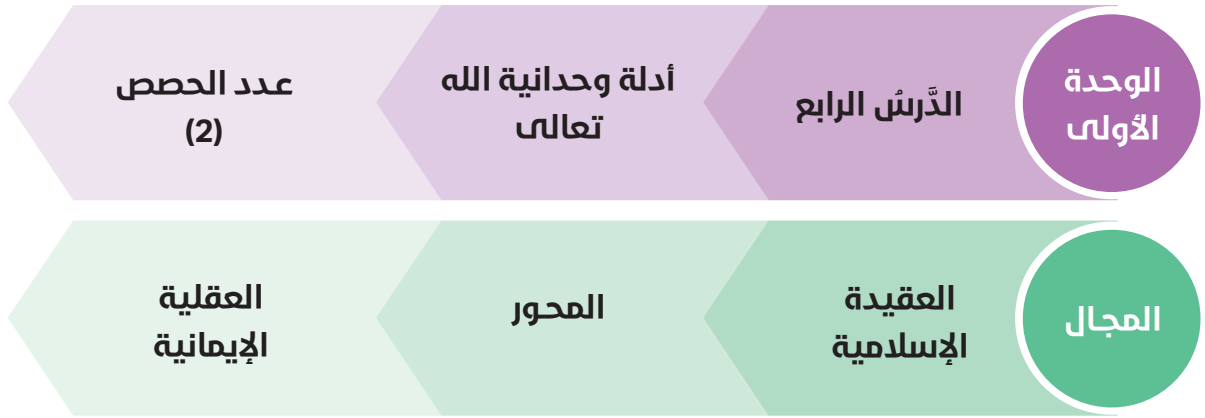 الوحدة
الأولى
الدَّرسُ الرابع
أدلة وحدانية الله
تعالى
عدد الحصص
(2)
المجال
العقيدة
الإسلامية
المحور
العقلية
الإيمانية